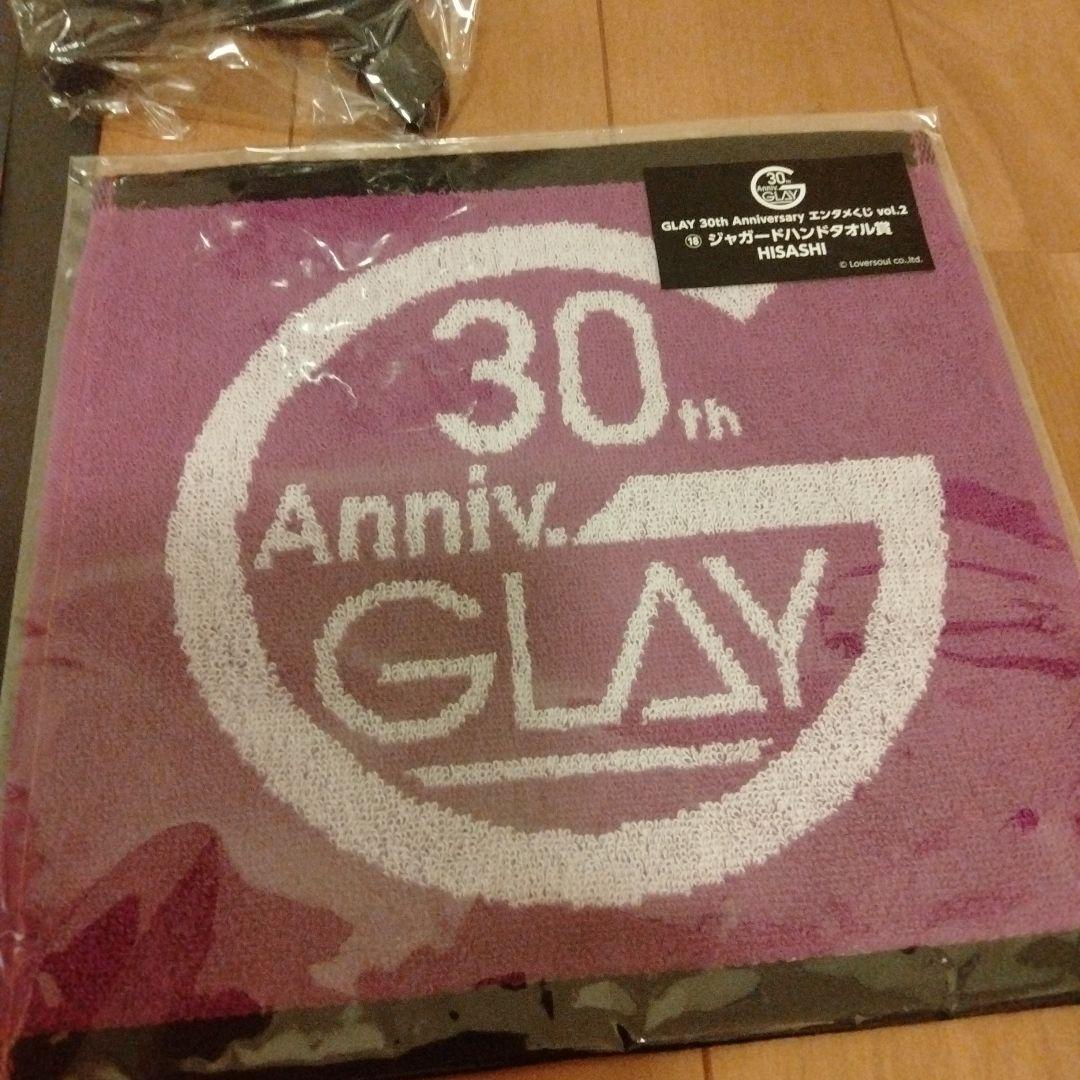 30th
Anniv.
GLAY
GLAY 30th Anniversary エンタメくじ vol.2
⑱ ジャガードハンドタオル賞
HISASHI
© Loversoul co.,ltd.
30th
Anniv.
GLAY